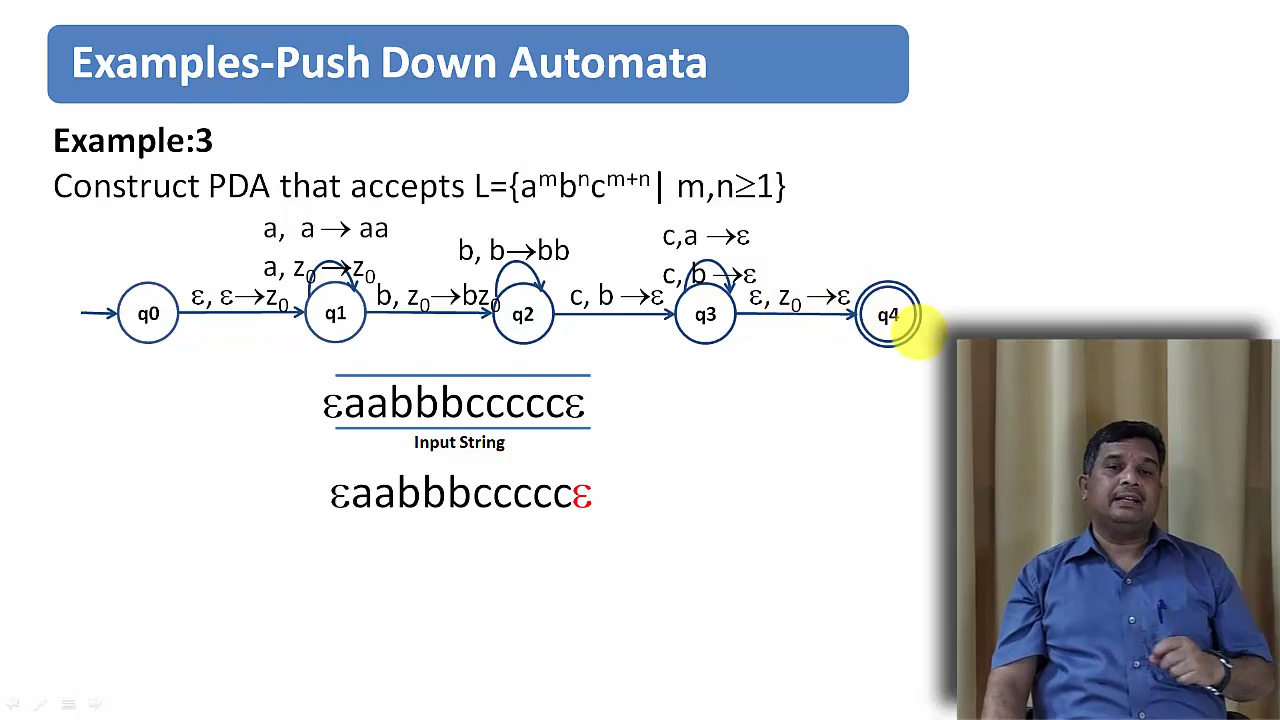 Examples-Push Down Automata
Example:3
Construct PDA that accepts L={aᵐbⁿcᵐ⁺ⁿ| m,n≥1}
a, a→ aa
a, z₀→z₀
b, b→bb
c,a →ε
c, b→ε
ε, ε→z₀
b, z₀→bz₀
c, b →ε
ε, z₀ →ε
q0
q1
q2
q3
q4
εaabbbcccccε
Input String
εaabbbcccccε